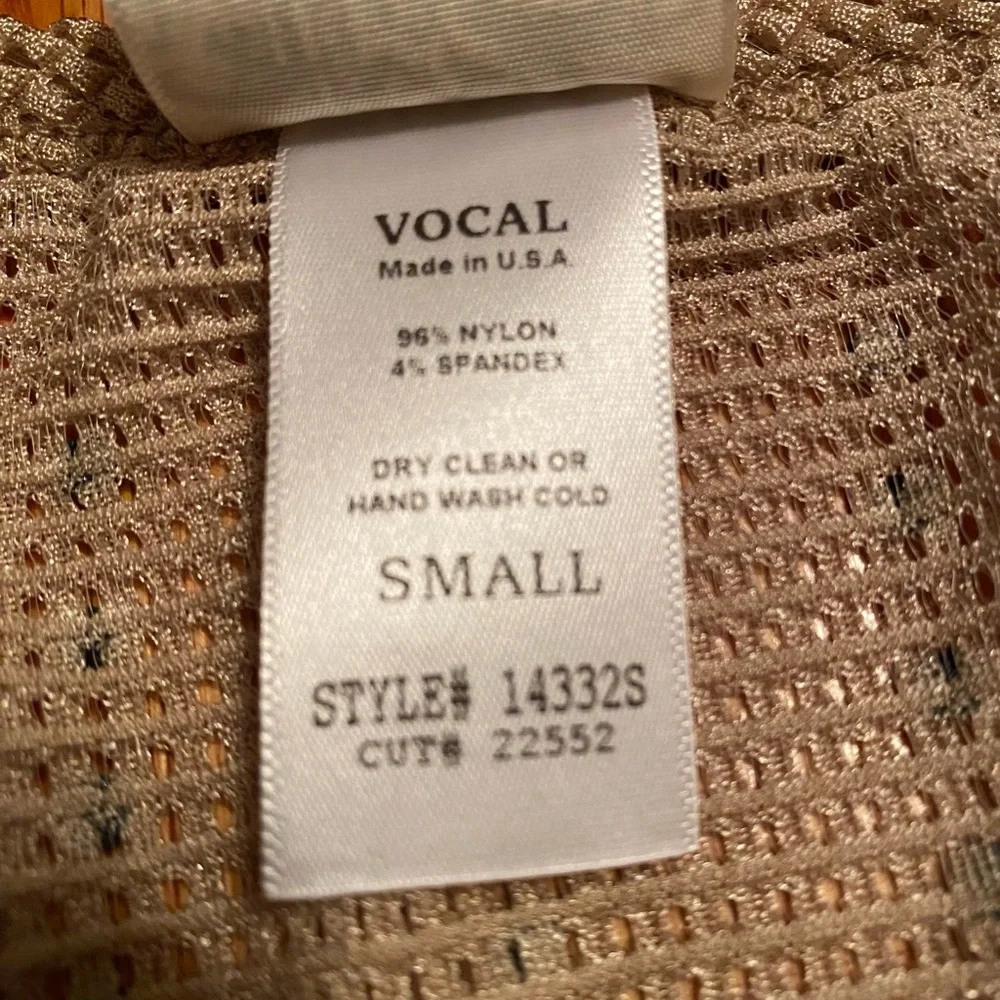 VOCAL
Made in U.S.A.
96% NYLON
4% SPANDEX
DRY CLEAN OR
HAND WASH COLD
SMALL
STYLE# 14332S
CUT# 22552